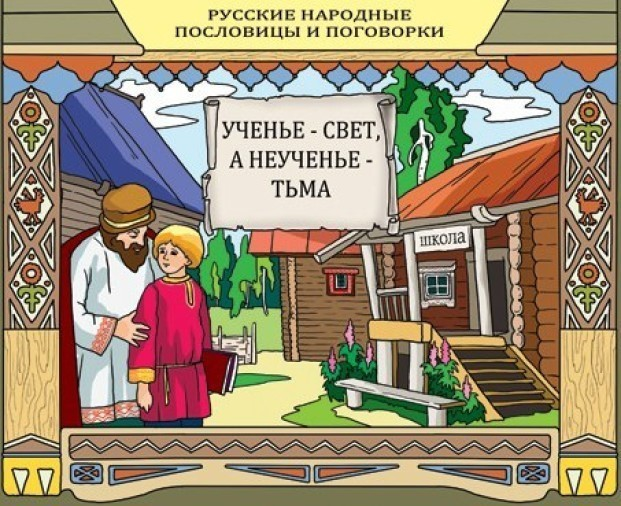 РУССКИЕ НАРОДНЫЕ
ПОСЛОВИЦЫ И ПОГОВОРКИ
УЧЕНЬЕ - СВЕТ,
А НЕУЧЕНЬЕ -
ТЬМА
ШКОЛА